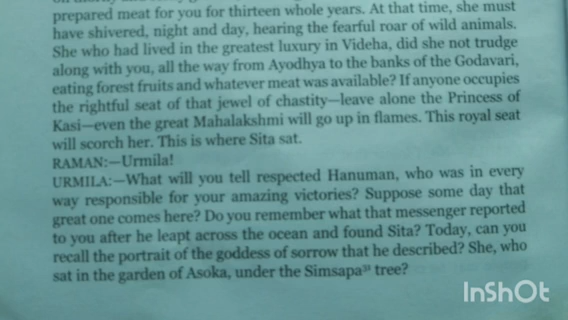 prepared meat for you for thirteen whole years. At that time, she must
have shivered, night and day, hearing the fearful roar of wild animals.
She who had lived in the greatest luxury in Videha, did she not trudge
along with you, all the way from Ayodhya to the banks of the Godavari,
eating forest fruits and whatever meat was available? If anyone occupies
the rightful seat of that jewel of chastity—leave alone the Princess of
Kasi—even the great Mahalakshmi will go up in flames. This royal seat
will scorch her. This is where Sita sat.
RAMAN:—Urmila!
URMILA:—What will you tell respected Hanuman, who was in every
way responsible for your amazing victories? Suppose some day that
great one comes here? Do you remember what that messenger reported
to you after he leapt across the ocean and found Sita? Today, can you
recall the portrait of the goddess of sorrow that he described? She, who
sat in the garden of Asoka, under the Simsapa tree?
InShOt